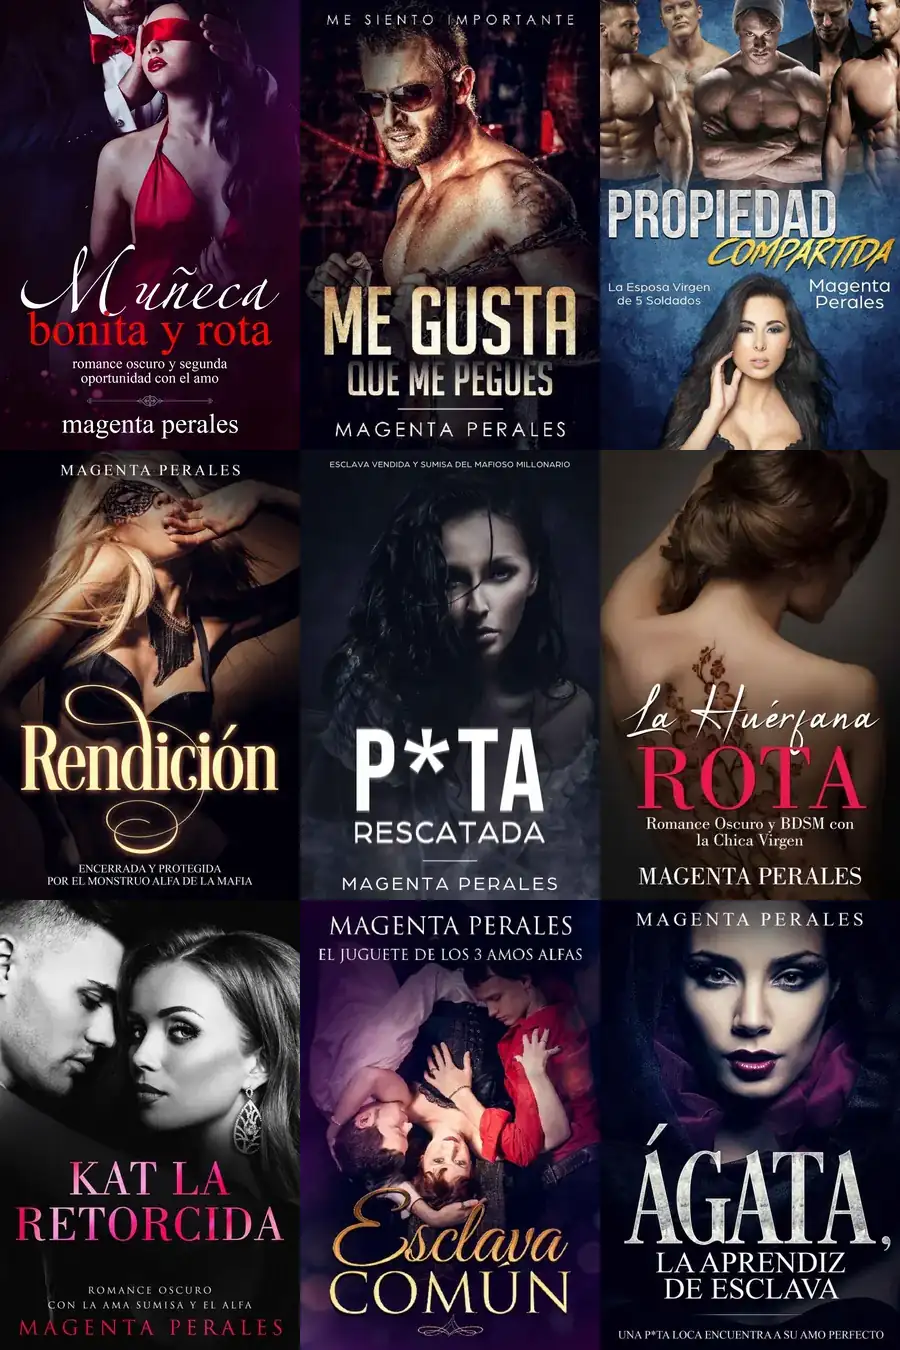 Muñeca
bonita y rota
romance oscuro y segunda
oportunidad con el amo
magenta perales
ME SIENTO IMPORTANTE
ME GUSTA
QUE ME PEGUES
MAGENTA PERALES
PROPIEDAD
COMPARTIDA
La Esposa Virgen
de 5 Soldados
Magenta
Perales
MAGENTA PERALES
Rendición
ENCERRADA Y PROTEGIDA
POR EL MONSTRUO ALFA DE LA MAFIA
ESCLAVA VENDIDA Y SUMISA DEL MAFIOSO MILLONARIO
P*TA
RESCATADA
MAGENTA PERALES
La Huérfana
ROTA
Romance Oscuro y BDSM con
la Chica Virgen
MAGENTA PERALES
KAT LA
RETORCIDA
ROMANCE OSCURO
CON LA AMA SUMISA Y EL ALFA
MAGENTA PERALES
MAGENTA PERALES
EL JUGUETE DE LOS 3 AMOS ALFAS
Esclava
COMÚN
MAGENTA PERALES
ÁGATA,
LA APRENDIZ
DE ESCLAVA
UNA P*TA LOCA ENCUENTRA A SU AMO PERFECTO